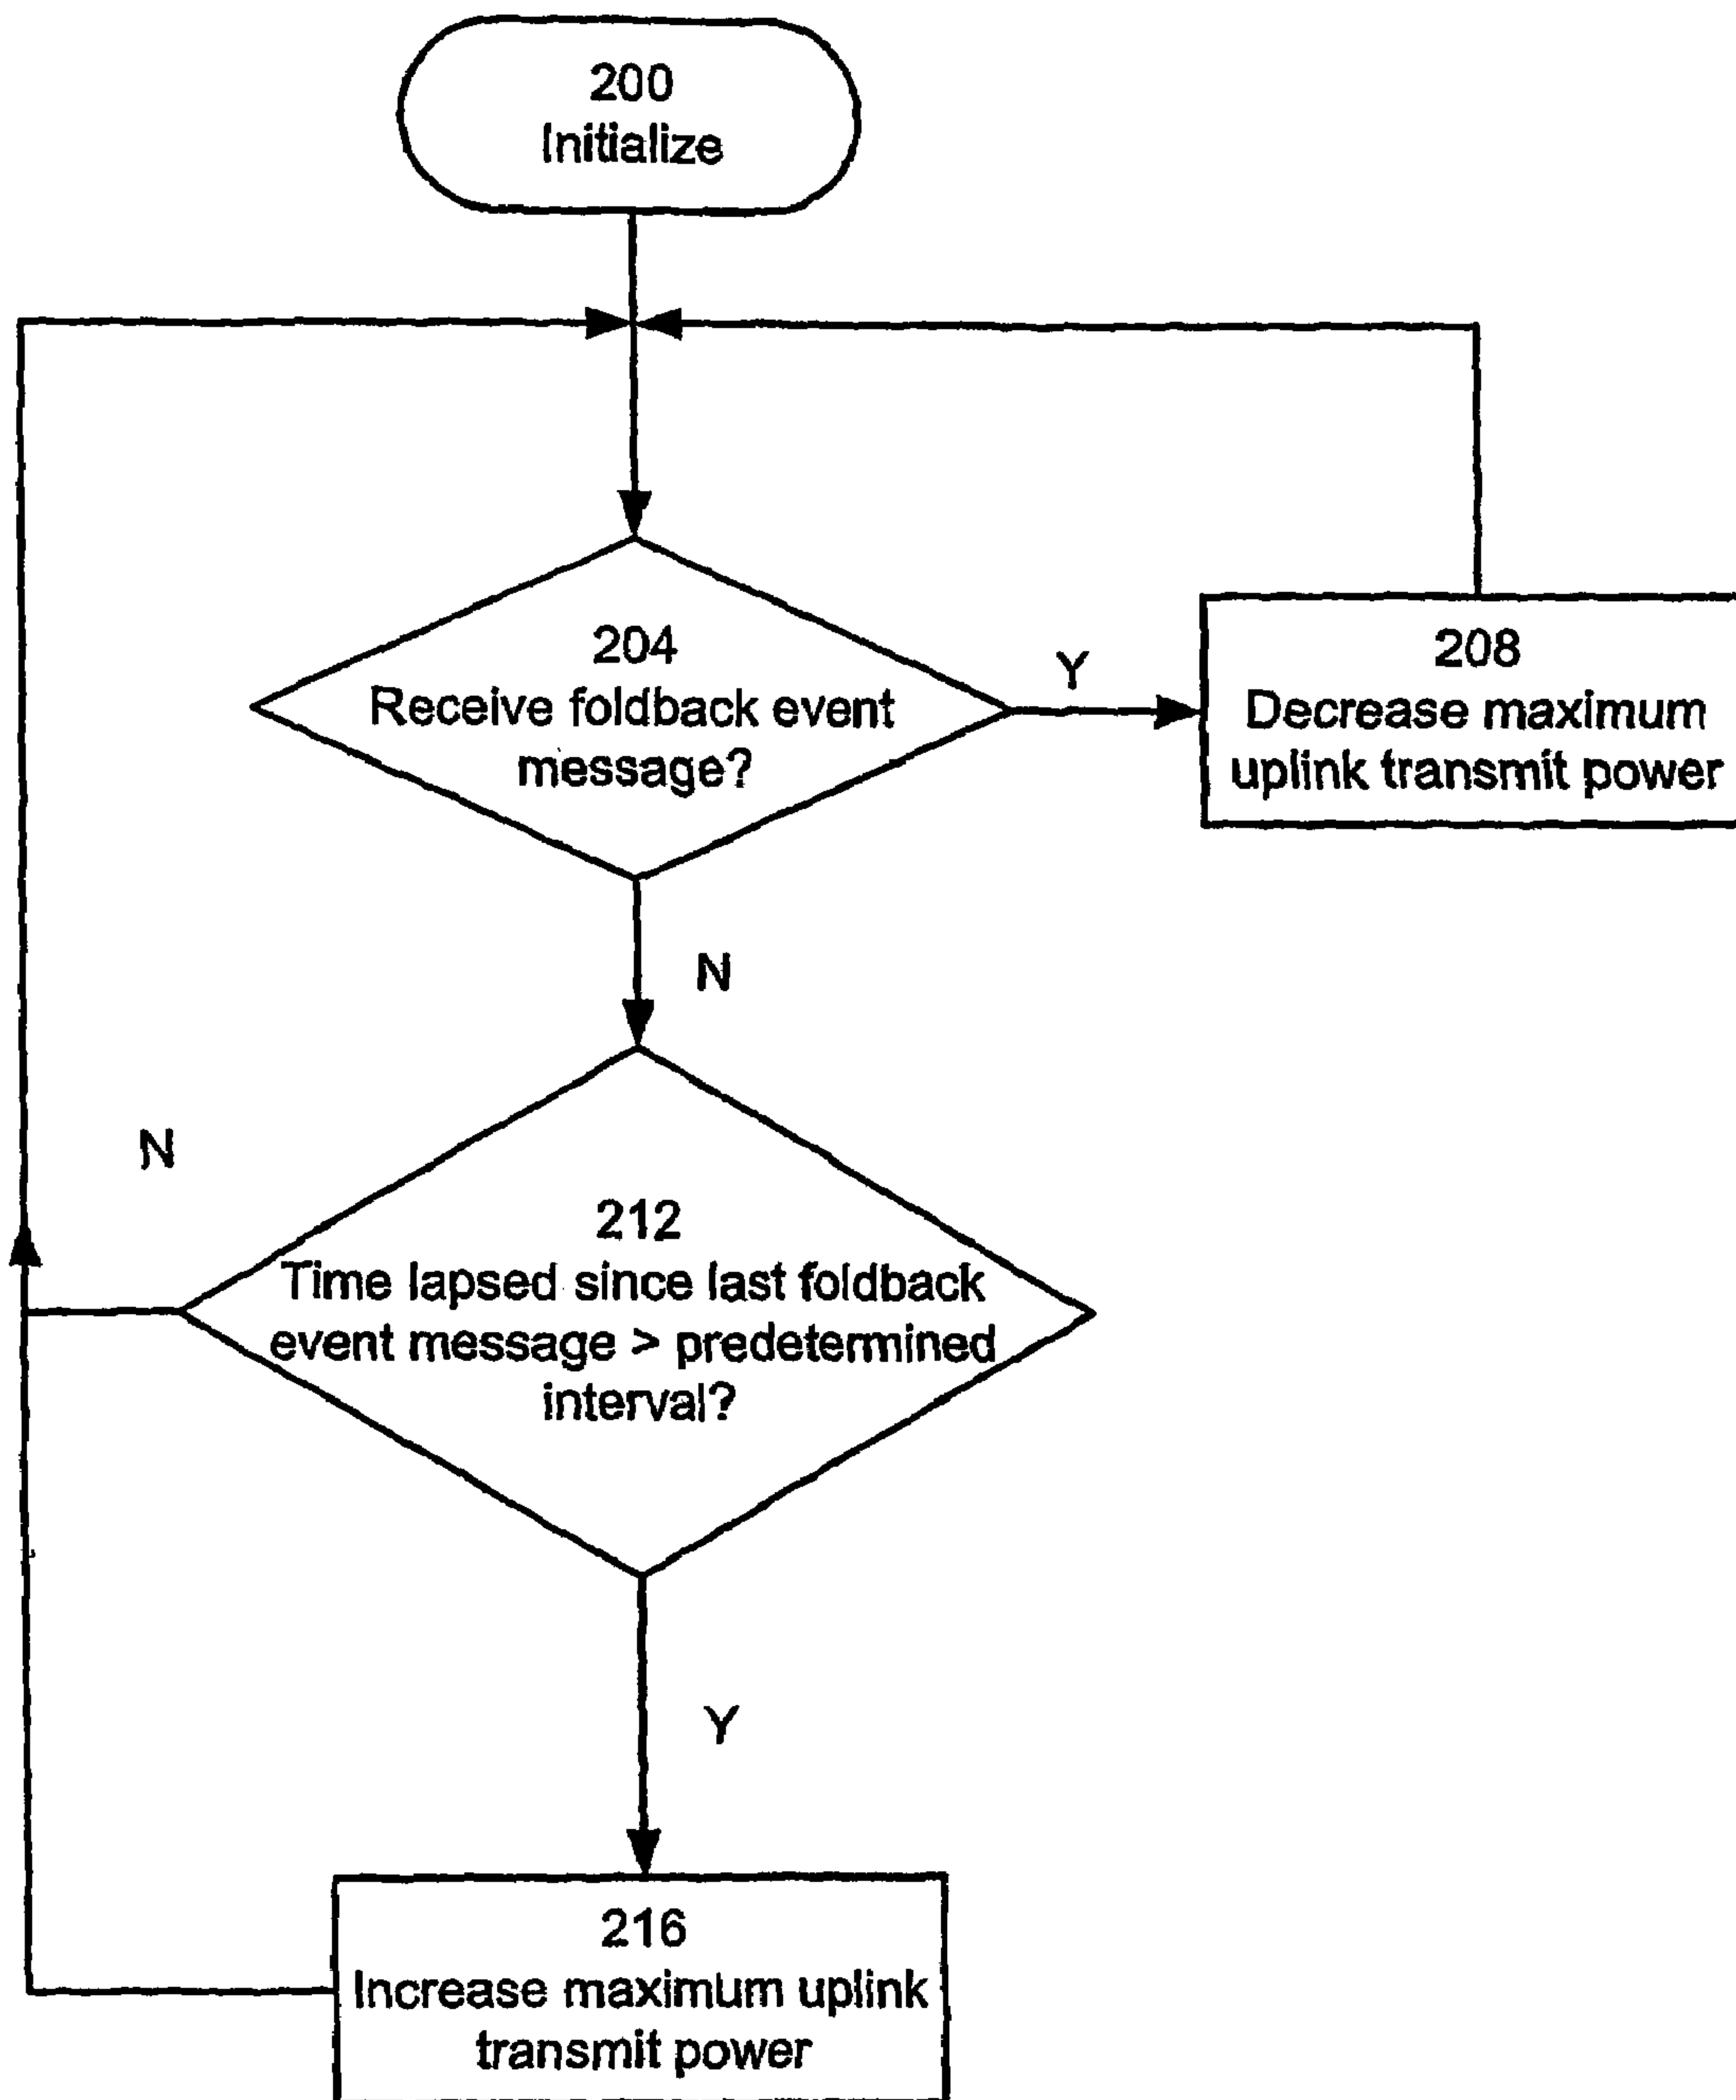 200
Initialize
204
Receive foldback event
message?
Y
208
Decrease maximum
uplink transmit power
N
N
212
Time lapsed since last foldback
event message > predetermined
interval?
Y
216
Increase maximum uplink
transmit power